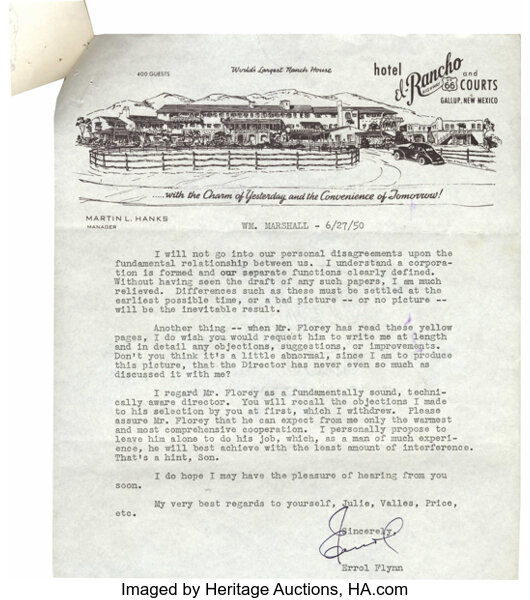 400 GUESTS
World's Largest Ranch House
hotel El Rancho and COURTS
66
GALLUP, NEW MEXICO
.....with the Charm of Yesterday and the Convenience of Tomorrow!
MARTIN L. HANKS
MANAGER
WM. MARSHALL - 6/27/50
I will not go into our personal disagreements upon the
fundamental relationship between us. I understand a corpora-
tion is formed and our separate functions clearly defined.
Without having seen the draft of any such papers, I am much
relieved. Differences such as these must be settled at the
earliest possible time, or a bad picture -- or no picture --
will be the inevitable result.
Another thing -- when Mr. Florey has read these yellow
pages, I do wish you would request him to write me at length
and in detail any objections, suggestions, or improvements.
Don't you think it's a little abnormal, since I am to produce
this picture, that the Director has never even so much as
discussed it with me?
I regard Mr. Florey as a fundamentally sound, techni-
cally aware director. You will recall the objections I made
to his selection by you at first, which I withdrew. Please
assure Mr. Florey that he can expect from me only the warmest
and most comprehensive cooperation. I personally propose to
leave him alone to do his job, which, as a man of much experi-
ence, he will best achieve with the least amount of interference.
That's a hint, Son.
I do hope I may have the pleasure of hearing from you
soon.
My very best regards to yourself, Julie, Valles, Price,
etc.
Sincerely,
Errol
Errol Flynn
Imaged by Heritage Auctions, HA.com